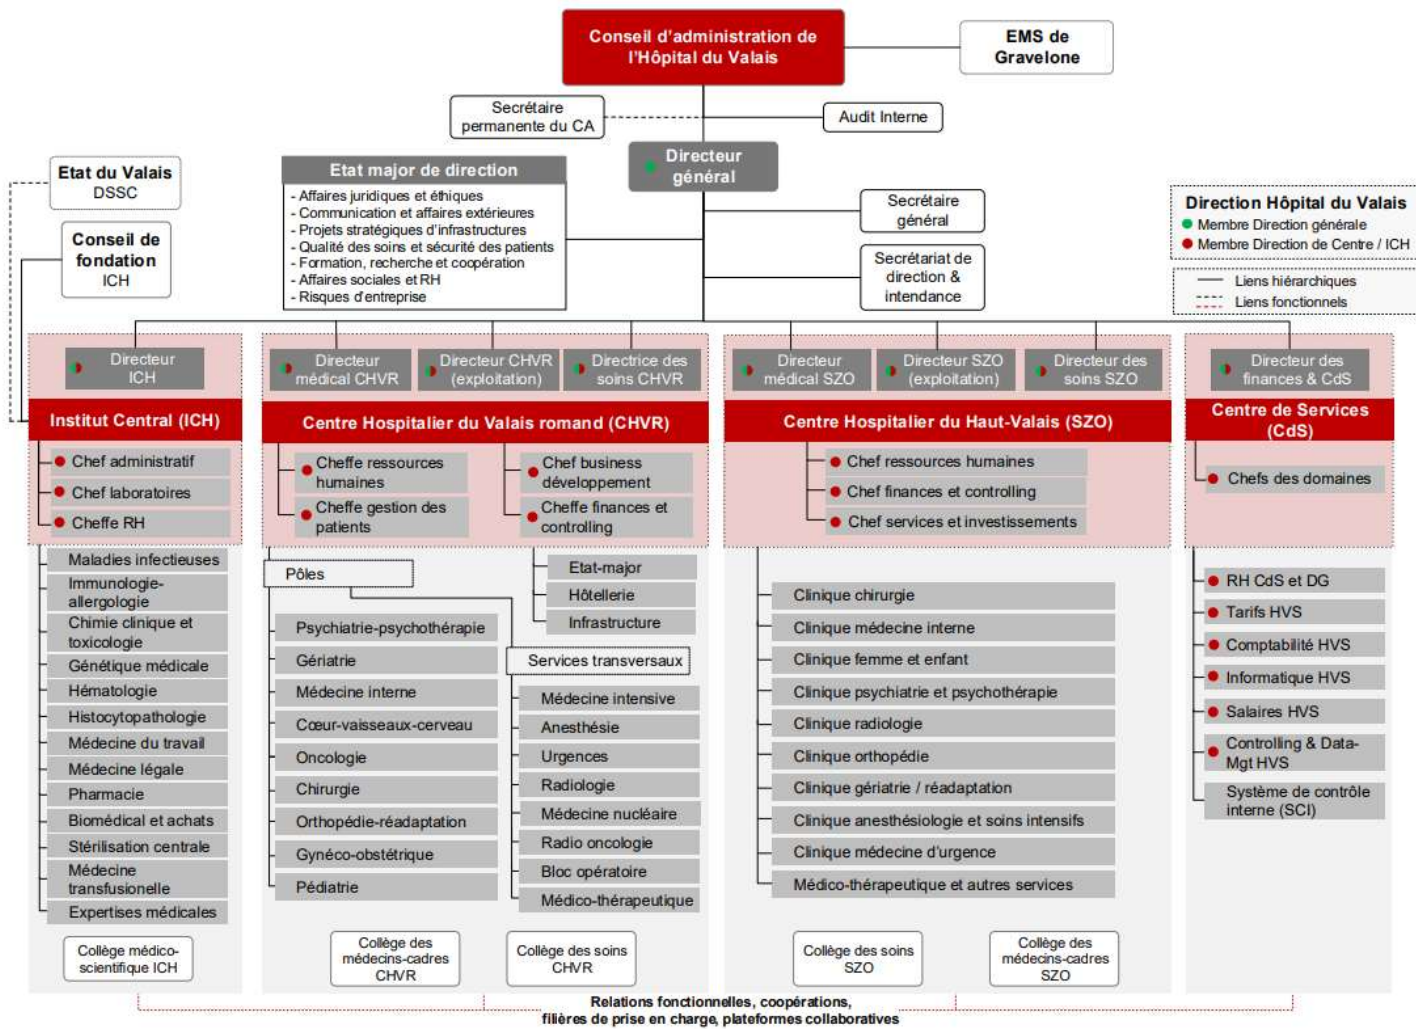 Conseil d'administration de
l'Hôpital du Valais
EMS de
Gravelone
Secrétaire
permanente du CA
Audit Interne
Directeur
général
Etat major de direction
- Affaires juridiques et éthiques
- Communication et affaires extérieures
- Projets stratégiques d'infrastructures
- Qualité des soins et sécurité des patients
- Formation, recherche et coopération
- Affaires sociales et RH
- Risques d'entreprise
Etat du Valais
DSSC
Conseil de
fondation
ICH
Secrétaire
général
Secrétariat de
direction &
intendance
Direction Hôpital du Valais
Membre Direction générale
Membre Direction de Centre / ICH
Liens hiérarchiques
Liens fonctionnels
Directeur
ICH
Institut Central (ICH)
Chef administratif
Chef laboratoires
Cheffe RH
Maladies infectieuses
Immunologie-
allergologie
Chimie clinique et
toxicologie
Génétique médicale
Hématologie
Histocytopathologie
Médecine du travail
Médecine légale
Pharmacie
Biomédical et achats
Stérilisation centrale
Médecine
transfusionelle
Expertises médicales
Collège médico-
scientifique ICH
Directeur
médical CHVR
Directeur CHVR
(exploitation)
Directrice des
soins CHVR
Centre Hospitalier du Valais romand (CHVR)
Cheffe ressources
humaines
Cheffe gestion des
patients
Chef business
développement
Cheffe finances et
controlling
Pôles
Psychiatrie-psychothérapie
Gériatrie
Médecine interne
Cœur-vaisseaux-cerveau
Oncologie
Chirurgie
Orthopédie-réadaptation
Gynéco-obstétrique
Pédiatrie
Etat-major
Hôtellerie
Infrastructure
Services transversaux
Médecine intensive
Anesthésie
Urgences
Radiologie
Médecine nucléaire
Radio oncologie
Bloc opératoire
Médico-thérapeutique
Collège des
médecins-cadres
CHVR
Collège des soins
CHVR
Directeur
médical SZO
Directeur SZO
(exploitation)
Directeur des
soins SZO
Centre Hospitalier du Haut-Valais (SZO)
Chef ressources humaines
Chef finances et controlling
Chef services et investissements
Clinique chirurgie
Clinique médecine interne
Clinique femme et enfant
Clinique psychiatrie et psychothérapie
Clinique radiologie
Clinique orthopédie
Clinique gériatrie / réadaptation
Clinique anesthésiologie et soins intensifs
Clinique médecine d'urgence
Médico-thérapeutique et autres services
Collège des soins
SZO
Collège des
médecins-cadres
SZO
Directeur des
finances & CdS
Centre de Services
(CdS)
Chefs des domaines
RH CdS et DG
Tarifs HVS
Comptabilité HVS
Informatique HVS
Salaires HVS
Controlling & Data-
Mgt HVS
Système de contrôle
interne (SCI)
Relations fonctionnelles, coopérations,
filières de prise en charge, plateformes collaboratives